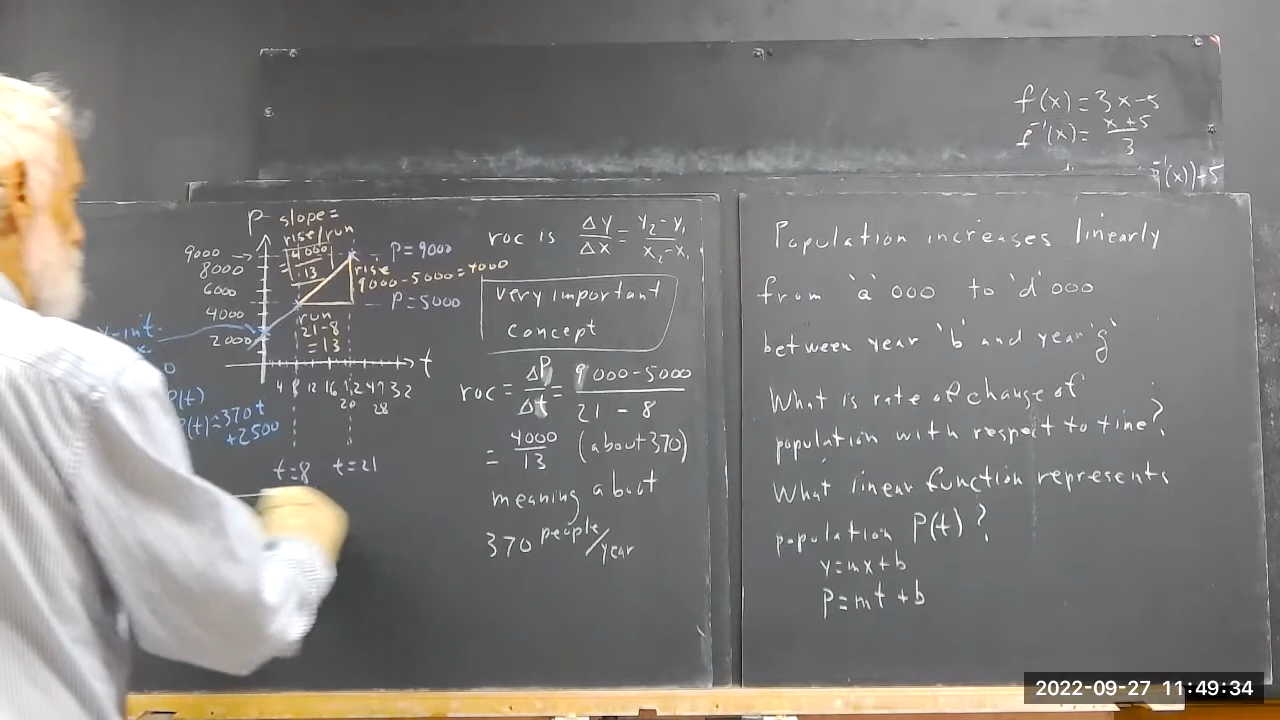 f(x) = 3x-5
f⁻¹(x) = x+5/3
⁻¹(x))+5
P
slope =
rise/run
= 4000/13
9000
8000
6000
4000
2000
P=9000
rise
9000-5000=4000
P=5000
run
21-8
=13
t
4 8 12 16
20
28
32
y-int
P(t)
P(t)≈370t
+2500
t=8 t=21
roc is Δy/Δx = y₂-y₁/x₂-x₁
very important
concept
roc = ΔP/Δt = 9000-5000/21-8
= 4000/13 (about 370)
meaning about
370 people/year
Population increases linearly
from 'a' 000 to 'd' 000
between year 'b' and year 'g'
What is rate of change of
population with respect to time?
What linear function represents
population P(t)?
y=mx+b
P=mt+b
2022-09-27 11:49:34